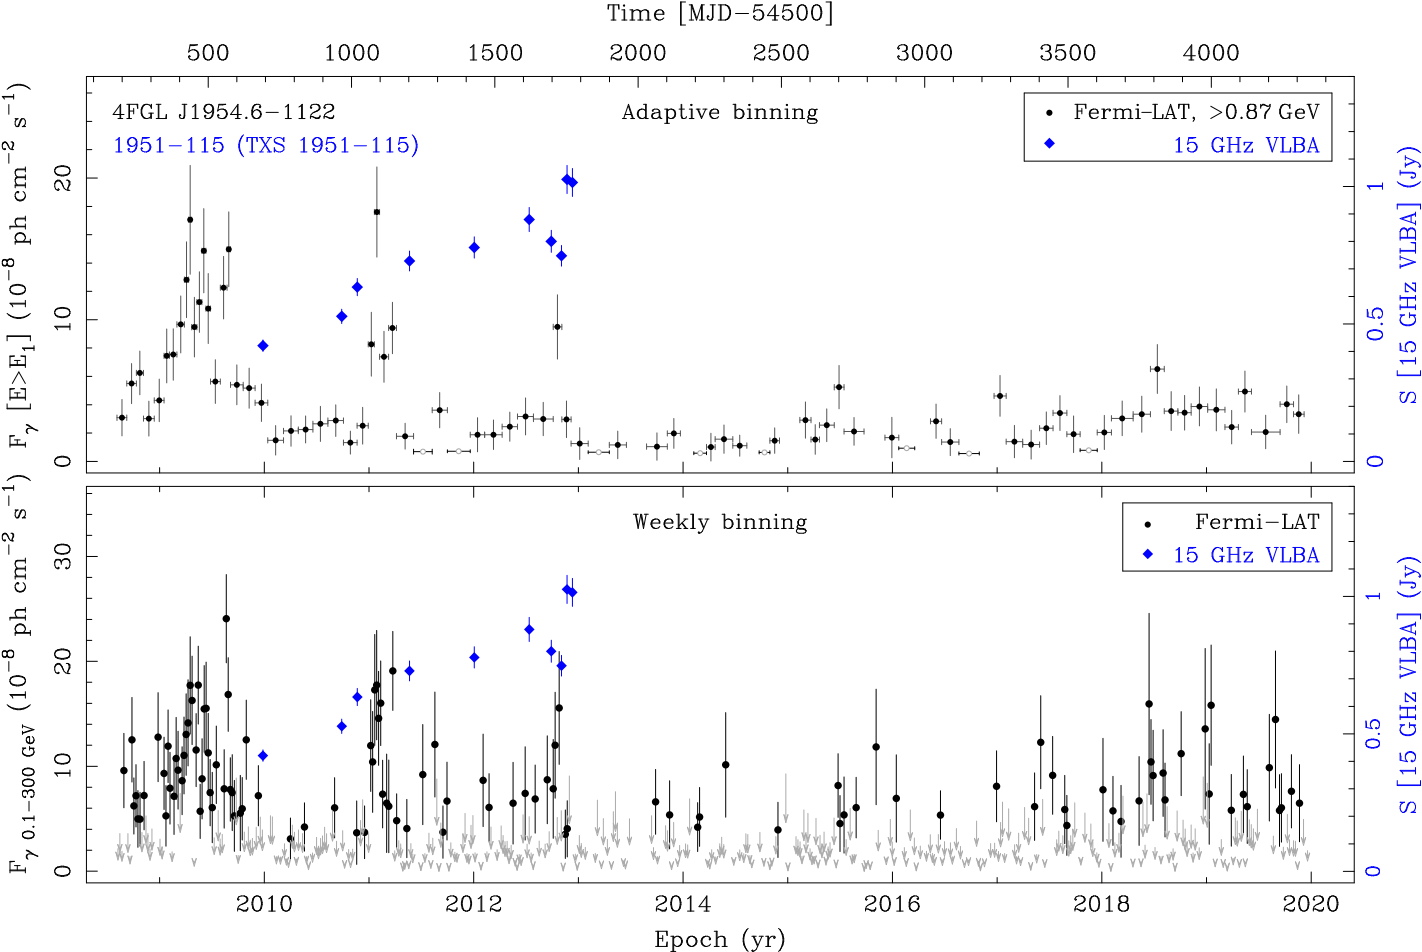 Time [MJD−54500]
500 1000 1500 2000 2500 3000 3500 4000
4FGL J1954.6−1122
1951−115 (TXS 1951−115)
Adaptive binning
Fermi−LAT, >0.87 GeV
15 GHz VLBA
Fγ [E>E₁] (10⁻⁸ ph cm⁻² s⁻¹)
20
10
0
1
0.5
0
S [15 GHz VLBA] (Jy)
Weekly binning
Fermi−LAT
15 GHz VLBA
Fγ 0.1−300 GeV (10⁻⁸ ph cm⁻² s⁻¹)
30
20
10
0
1
0.5
0
S [15 GHz VLBA] (Jy)
2010 2012 2014 2016 2018 2020
Epoch (yr)